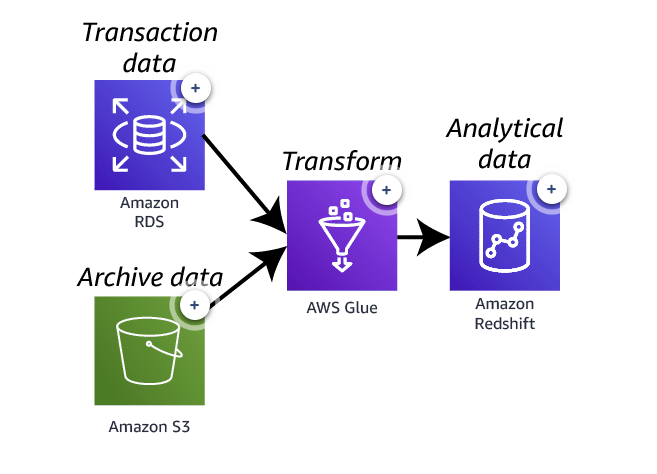 Transaction
data
+
Amazon
RDS
Archive data
+
Amazon S3
Transform
+
AWS Glue
Analytical
data
+
Amazon
Redshift